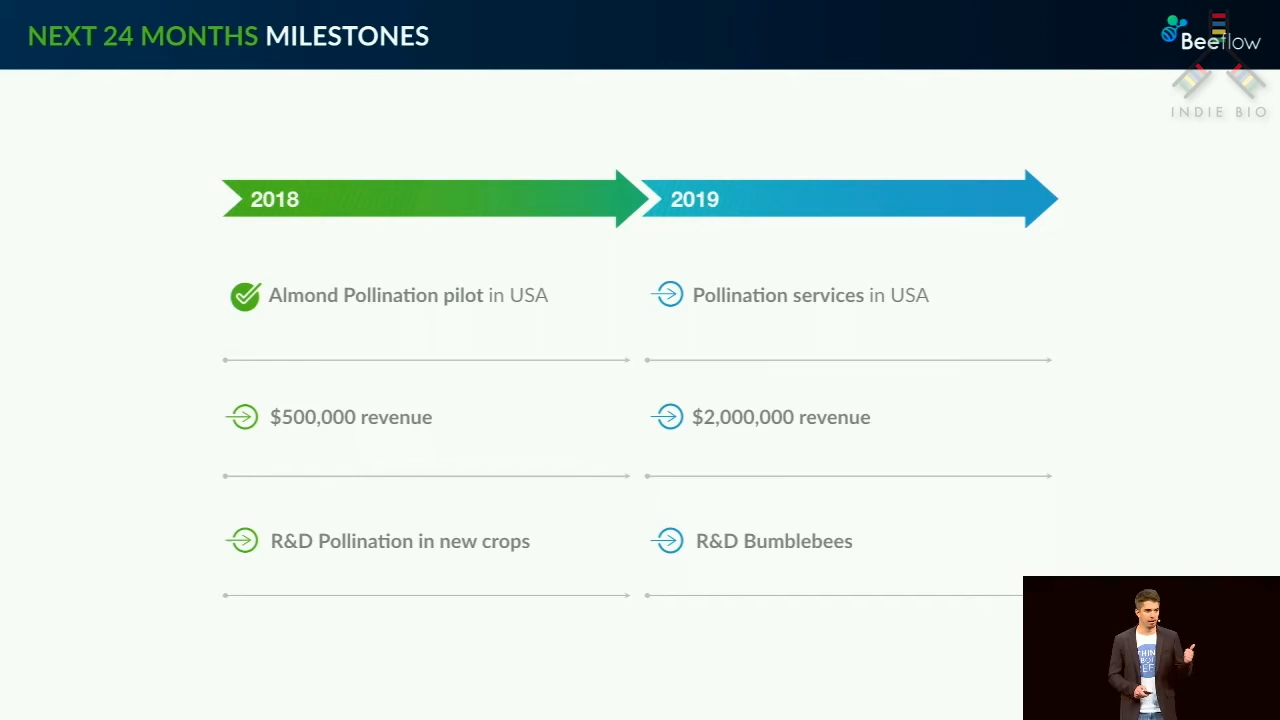 NEXT 24 MONTHS MILESTONES
Beeflow
INDIE BIO
2018
2019
Almond Pollination pilot in USA
Pollination services in USA
$500,000 revenue
$2,000,000 revenue
R&D Pollination in new crops
R&D Bumblebees